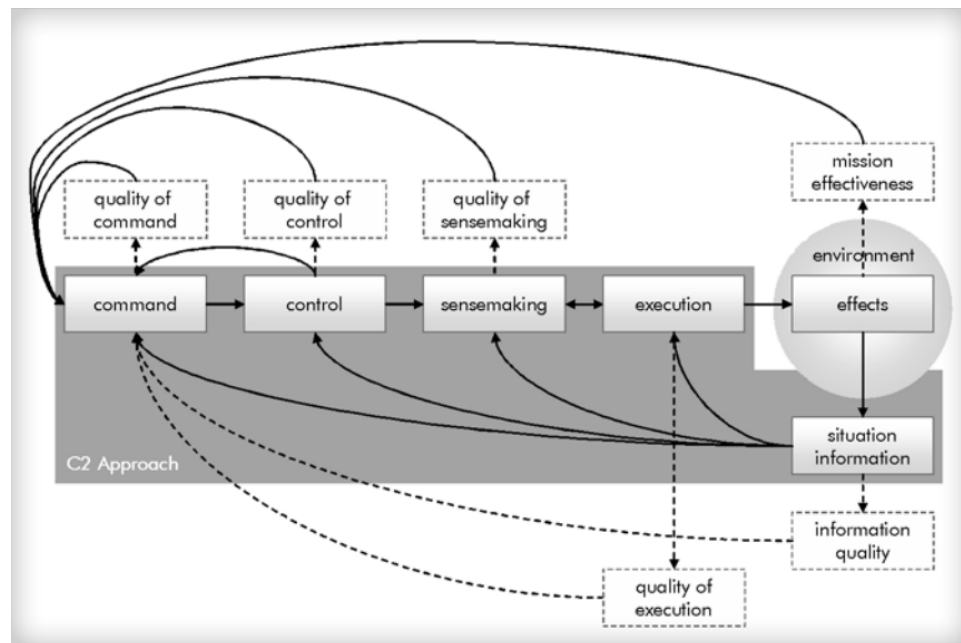 mission
effectiveness
quality of
command
quality of
control
quality of
sensemaking
environment
command
control
sensemaking
execution
effects
situation
information
C2 Approach
information
quality
quality of
execution